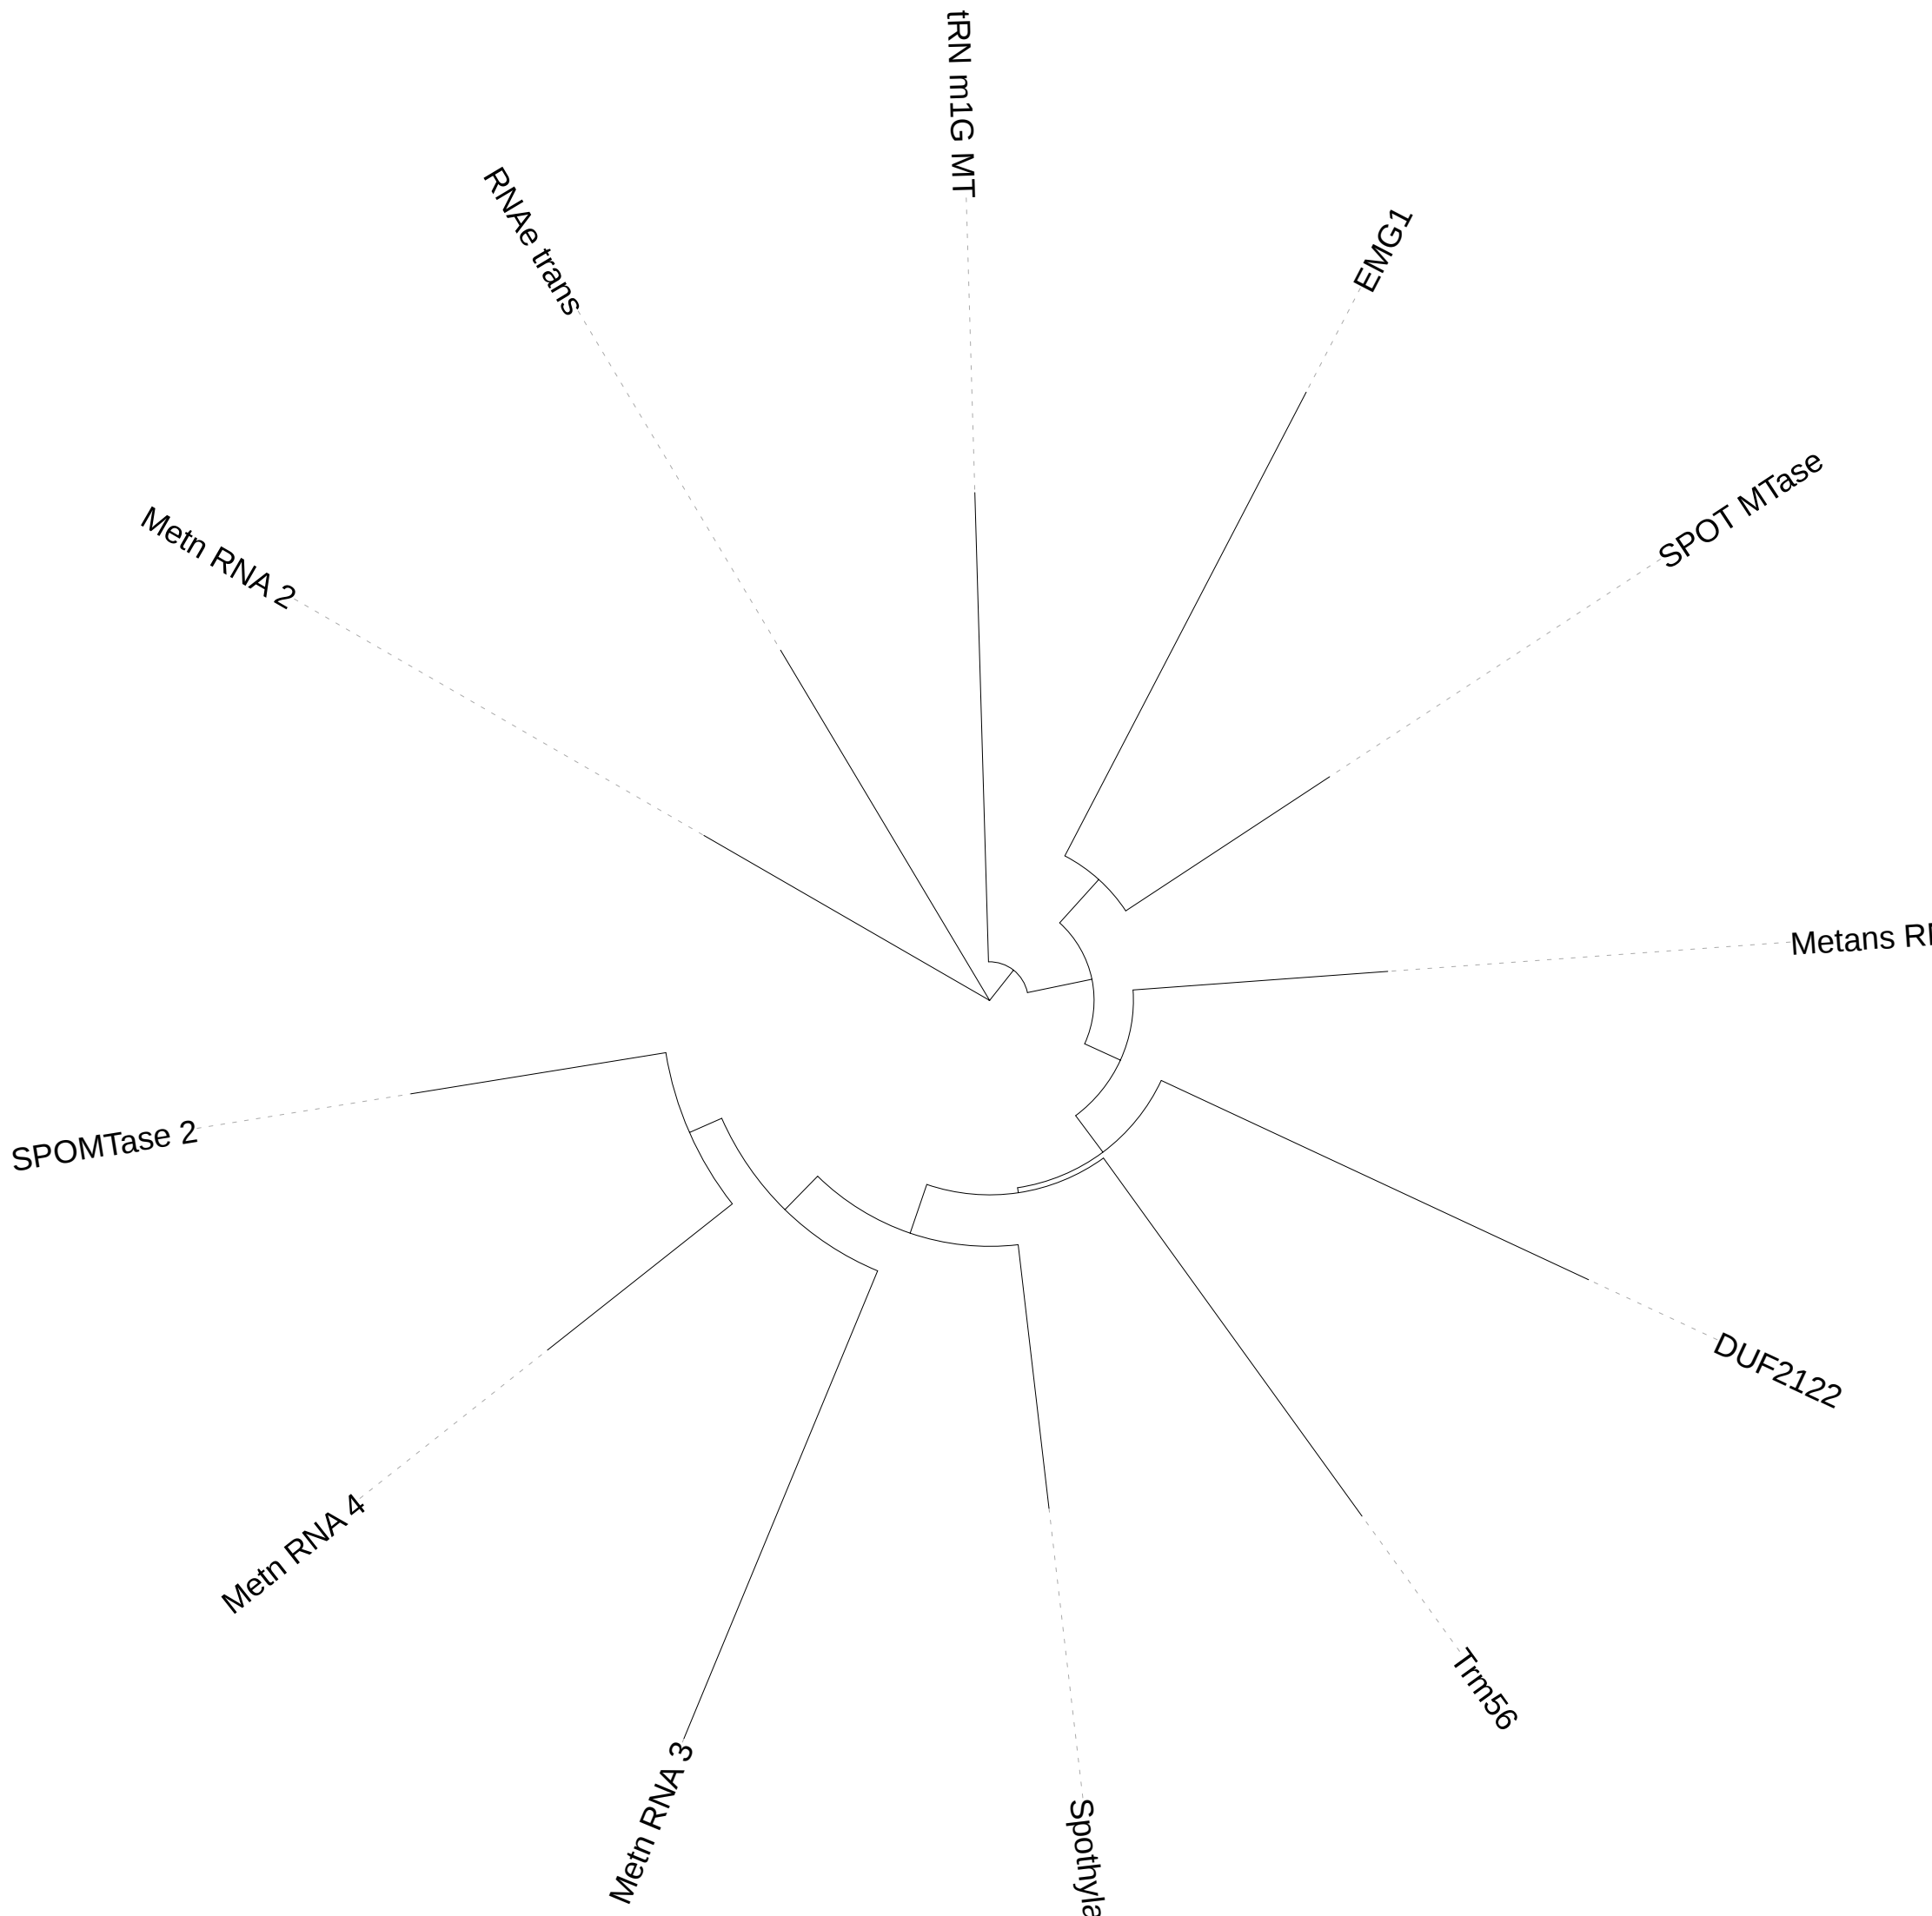 tRN m1G MT
RNAe trans
EMG1
SPOT MTase
Metn RNA 2
Metans
SPOMTase 2
DUF2122
Metn RNA 4
Trm56
Metn RNA 3
Spothyla